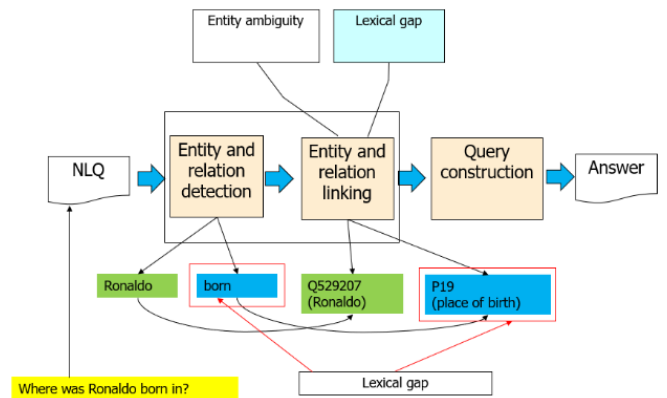 Entity ambiguity
Lexical gap
NLQ
Entity and
relation
detection
Entity and
relation
linking
Query
construction
Answer
Ronaldo
born
Q529207
(Ronaldo)
P19
(place of birth)
Lexical gap
Where was Ronaldo born in?